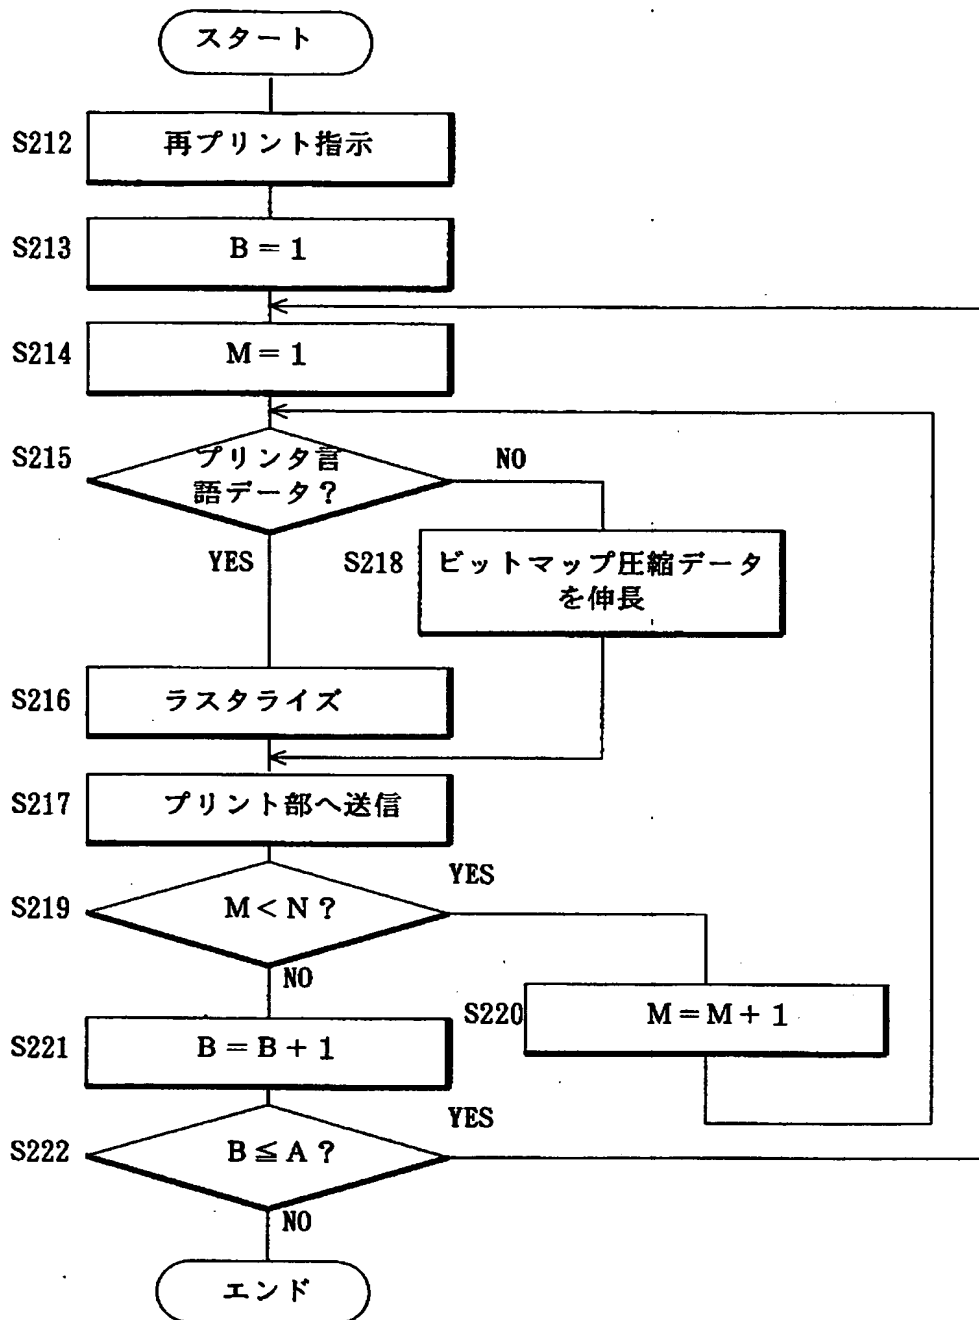 スタート
S212
再プリント指示
S213
B=1
S214
M=1
S215
プリンタ言
語データ?
NO
YES
S218
ビットマップ圧縮データ
を伸長
S216
ラスタライズ
S217
プリント部へ送信
YES
S219
M<N?
NO
S220
M=M+1
S221
B=B+1
YES
S222
B≦A?
NO
エンド